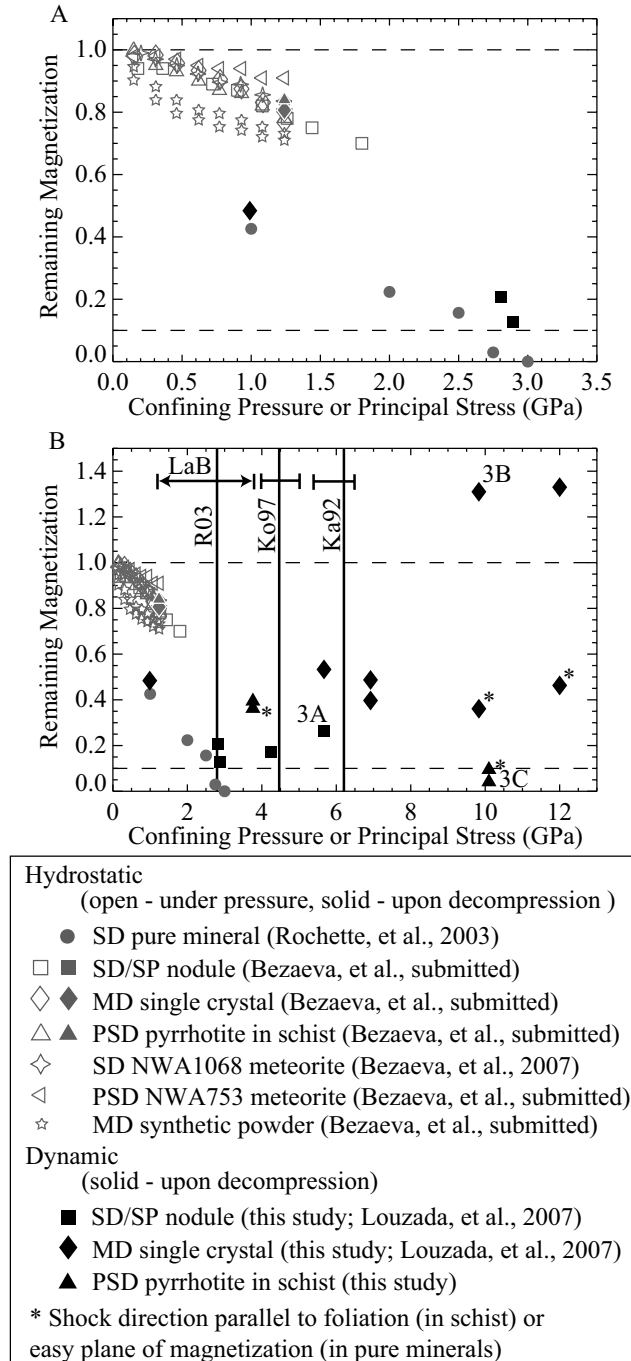 A
Remaining Magnetization
1.0
0.8
0.6
0.4
0.2
0.0
0.0 0.5 1.0 1.5 2.0 2.5 3.0 3.5
Confining Pressure or Principal Stress (GPa)
B
Remaining Magnetization
1.4
1.2
1.0
0.8
0.6
0.4
0.2
0.0
LaB
R03
Ko97
Ka92
3B
3A
*
*
*
*
3C
0 2 4 6 8 10 12
Confining Pressure or Principal Stress (GPa)
Hydrostatic
(open - under pressure, solid - upon decompression )
SD pure mineral (Rochette, et al., 2003)
SD/SP nodule (Bezaeva, et al., submitted)
MD single crystal (Bezaeva, et al., submitted)
PSD pyrrhotite in schist (Bezaeva, et al., submitted)
SD NWA1068 meteorite (Bezaeva, et al., 2007)
PSD NWA753 meteorite (Bezaeva, et al., submitted)
MD synthetic powder (Bezaeva, et al., submitted)
Dynamic
(solid - upon decompression)
SD/SP nodule (this study; Louzada, et al., 2007)
MD single crystal (this study; Louzada, et al., 2007)
PSD pyrrhotite in schist (this study)
* Shock direction parallel to foliation (in schist) or
easy plane of magnetization (in pure minerals)